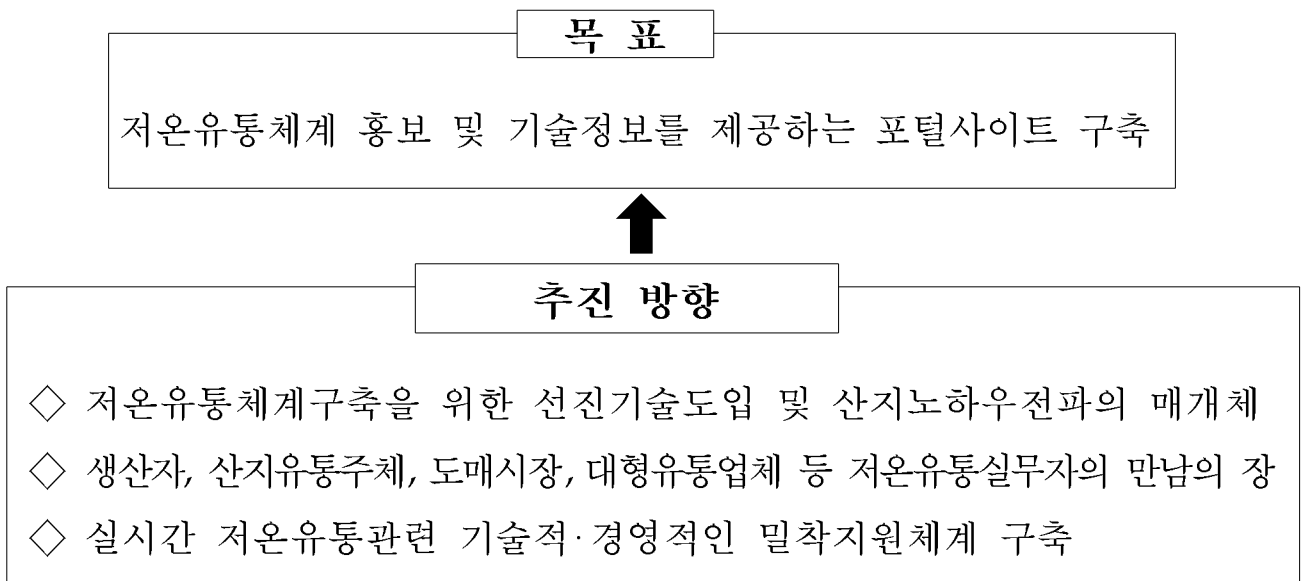 목 표
저온유통체계 홍보 및 기술정보를 제공하는 포털사이트 구축
추진 방향
◇ 저온유통체계구축을 위한 선진기술도입 및 산지노하우전파의 매개체
◇ 생산자, 산지유통주체, 도매시장, 대형유통업체 등 저온유통실무자의 만남의 장
◇ 실시간 저온유통관련 기술적·경영적인 밀착지원체계 구축